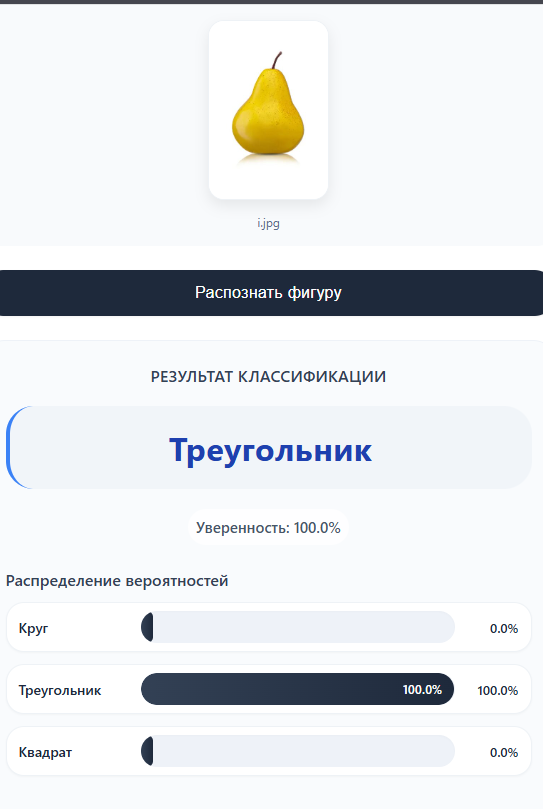 i.jpg
Распознать фигуру
РЕЗУЛЬТАТ КЛАССИФИКАЦИИ
Треугольник
Уверенность: 100.0%
Распределение вероятностей
Круг 0.0%
Треугольник 100.0% 100.0%
Квадрат 0.0%